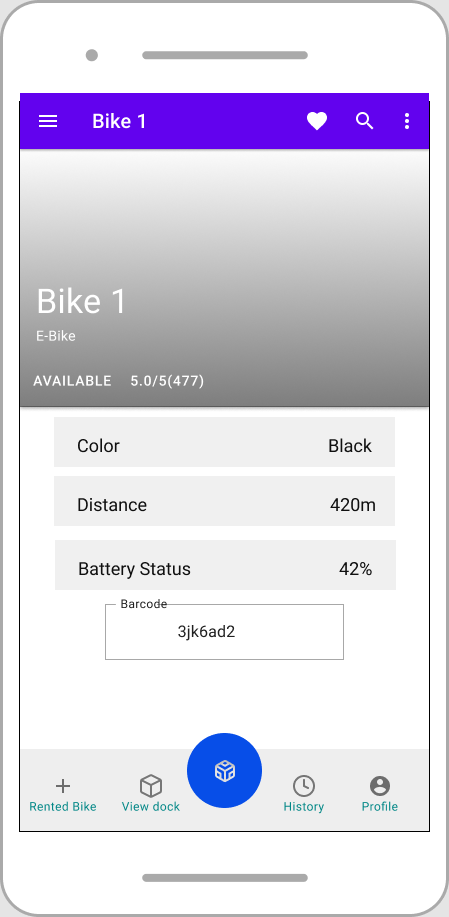 Bike 1
Bike 1
E-Bike
AVAILABLE 5.0/5(477)
Color Black
Distance 420m
Battery Status 42%
Barcode
3jk6ad2
Rented Bike View dock History Profile